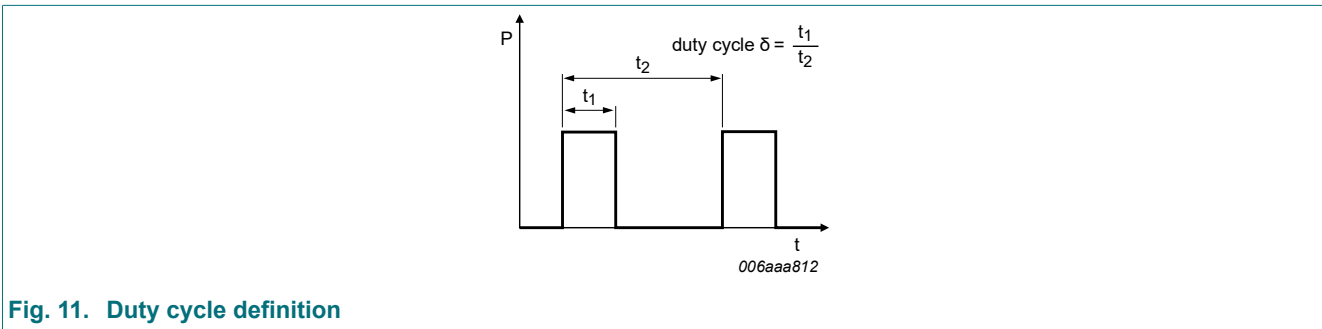 P
duty cycle δ = t1
t2
t2
t1
t
006aaa812
Fig. 11. Duty cycle definition